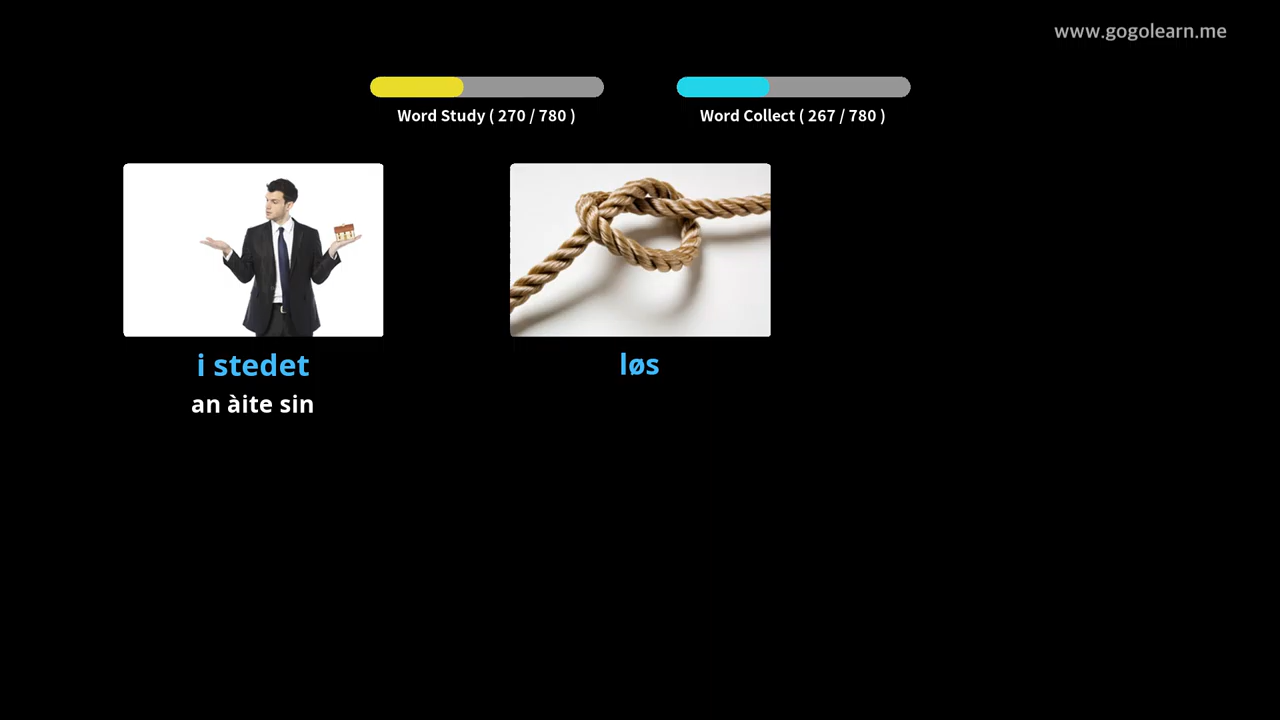 www.gogolearn.me
Word Study ( 270 / 780 )
Word Collect ( 267 / 780 )
i stedet
an àite sin
løs